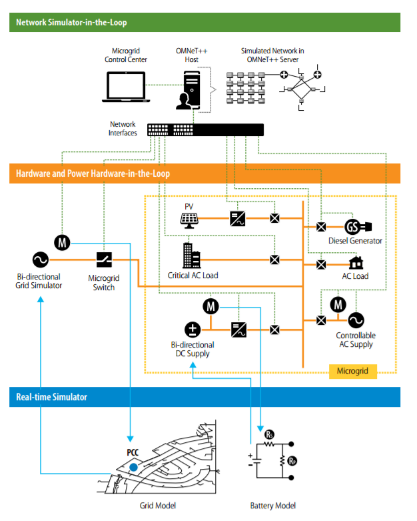 Network Simulator-in-the-Loop
Microgrid
Control Center
OMNeT++
Host
Simulated Network in
OMNeT++ Server
Network
Interfaces
Hardware and Power Hardware-in-the-Loop
PV
GS
Diesel Generator
M
Critical AC Load
AC Load
Bi-directional
Grid Simulator
Microgrid
Switch
M
M
Bi-directional
DC Supply
Controllable
AC Supply
Microgrid
Real-time Simulator
PCC
Grid Model
Battery Model